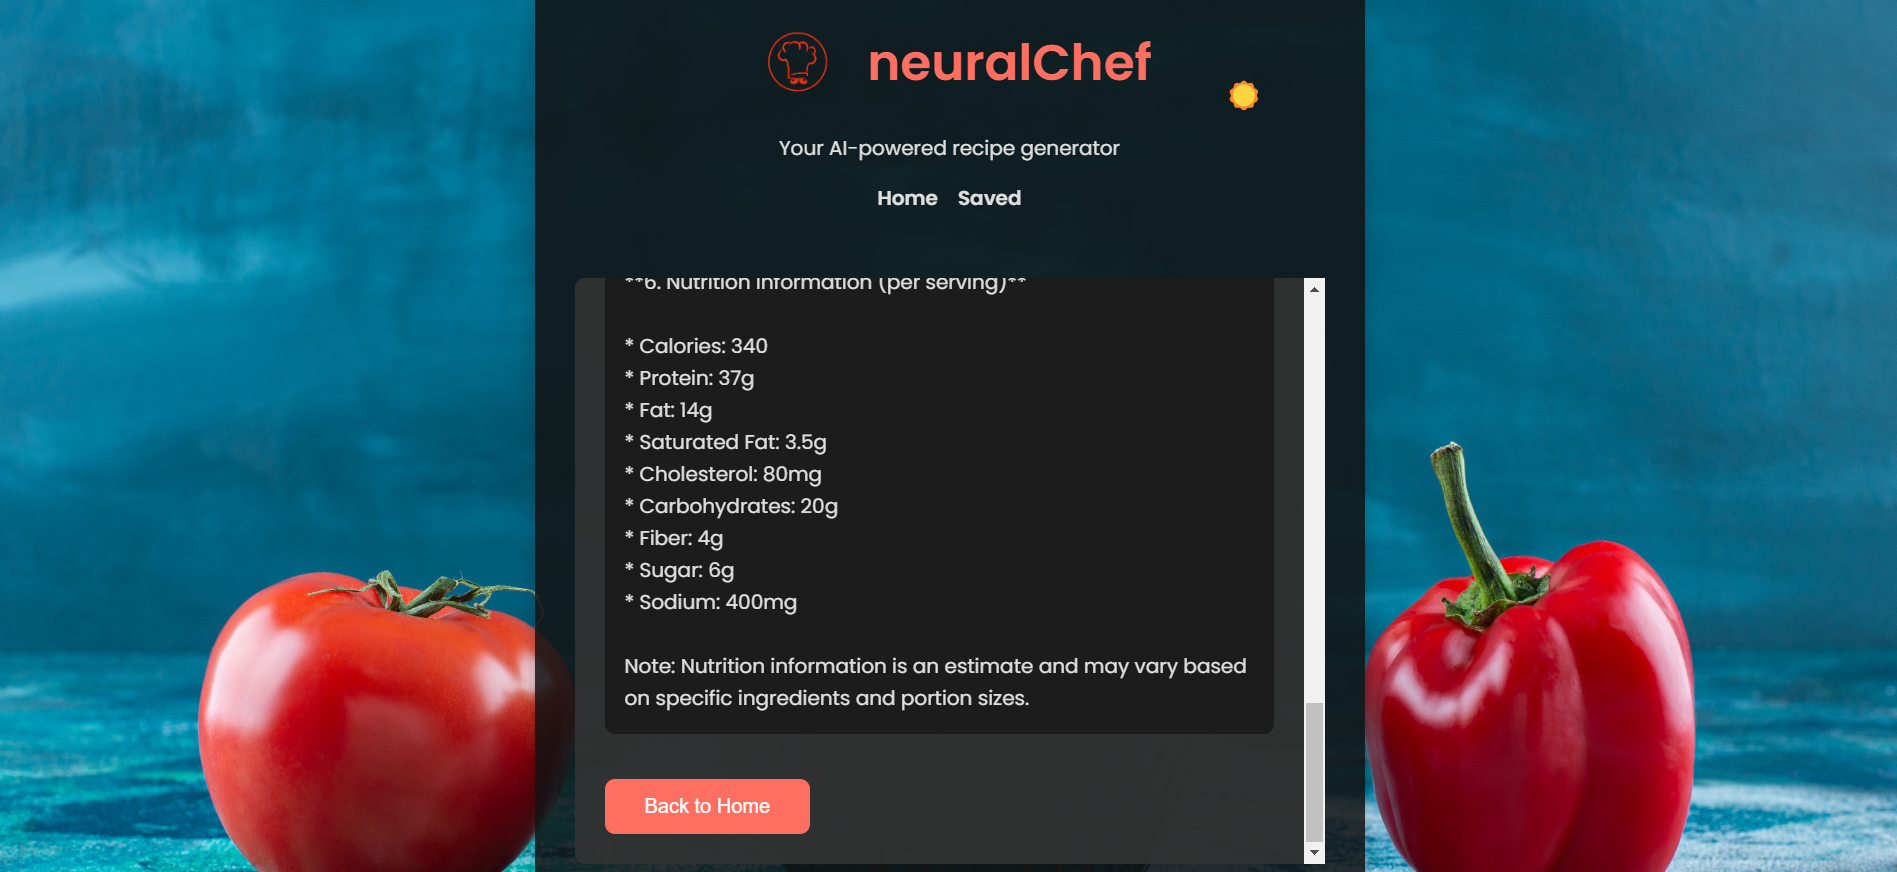 neuralChef
Your AI-powered recipe generator
Home Saved
**6. Nutrition Information (per serving)**
* Calories: 340
* Protein: 37g
* Fat: 14g
* Saturated Fat: 3.5g
* Cholesterol: 80mg
* Carbohydrates: 20g
* Fiber: 4g
* Sugar: 6g
* Sodium: 400mg
Note: Nutrition information is an estimate and may vary based
on specific ingredients and portion sizes.
Back to Home